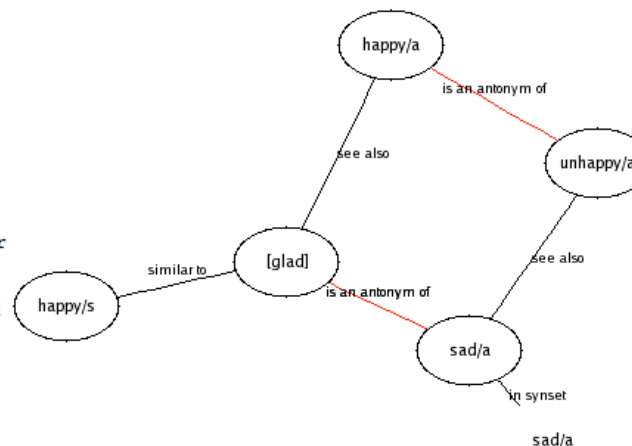 happy/a
is an antonym of
see also
unhappy/a
c
[glad]
similar to
see also
happy/s
is an antonym of
sad/a
in synset
sad/a